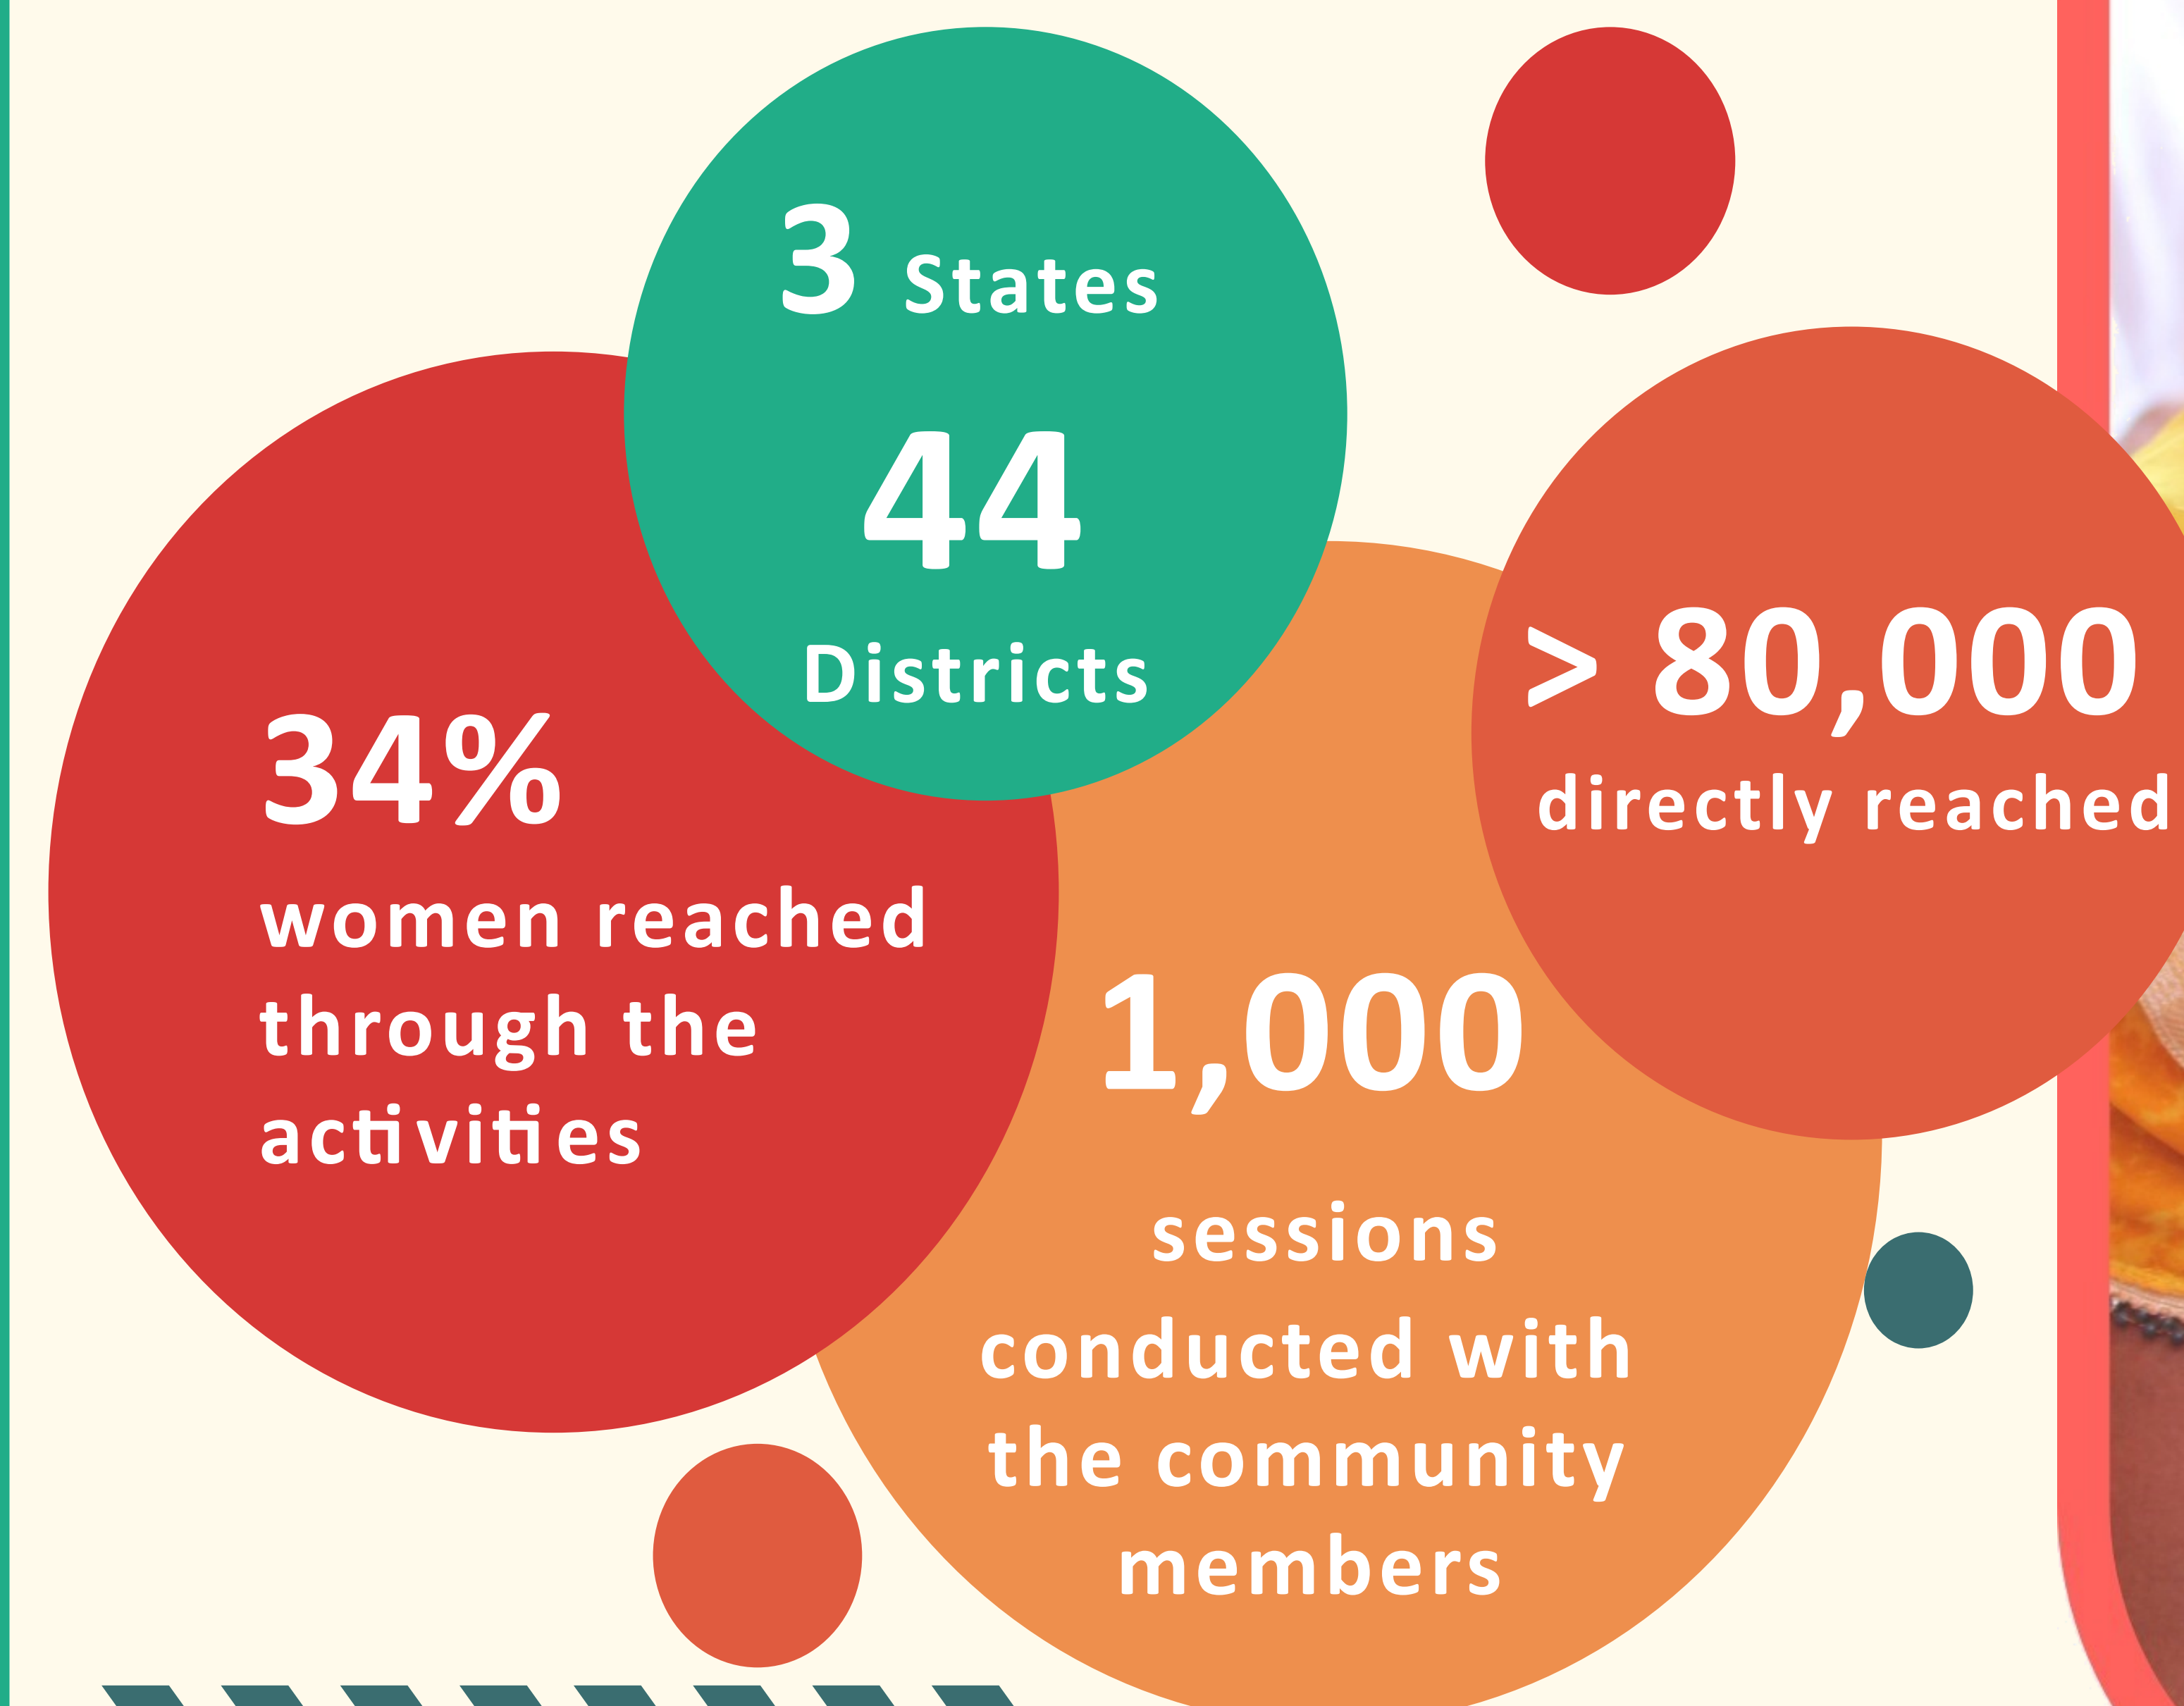 3 States
44
Districts
34%
women reached
through the
activities
> 80,000
directly reached
1,000
sessions
conducted with
the community
members